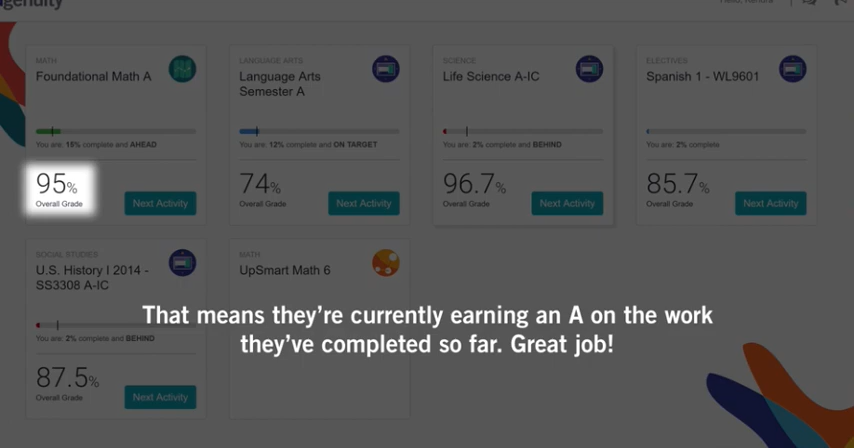 Hello, Kendra
MATH
Foundational Math A
You are: 15% complete and AHEAD
95%
Overall Grade
Next Activity
LANGUAGE ARTS
Language Arts
Semester A
You are: 12% complete and ON TARGET
74%
Overall Grade
Next Activity
SCIENCE
Life Science A-IC
You are: 2% complete and BEHIND
96.7%
Overall Grade
Next Activity
ELECTIVES
Spanish 1 - WL9601
You are: 2% complete
85.7%
Overall Grade
Next Activity
SOCIAL STUDIES
U.S. History I 2014 -
SS3308 A-IC
You are: 2% complete and BEHIND
87.5%
Overall Grade
Next Activity
MATH
UpSmart Math 6
That means they're currently earning an A on the work
they've completed so far. Great job!